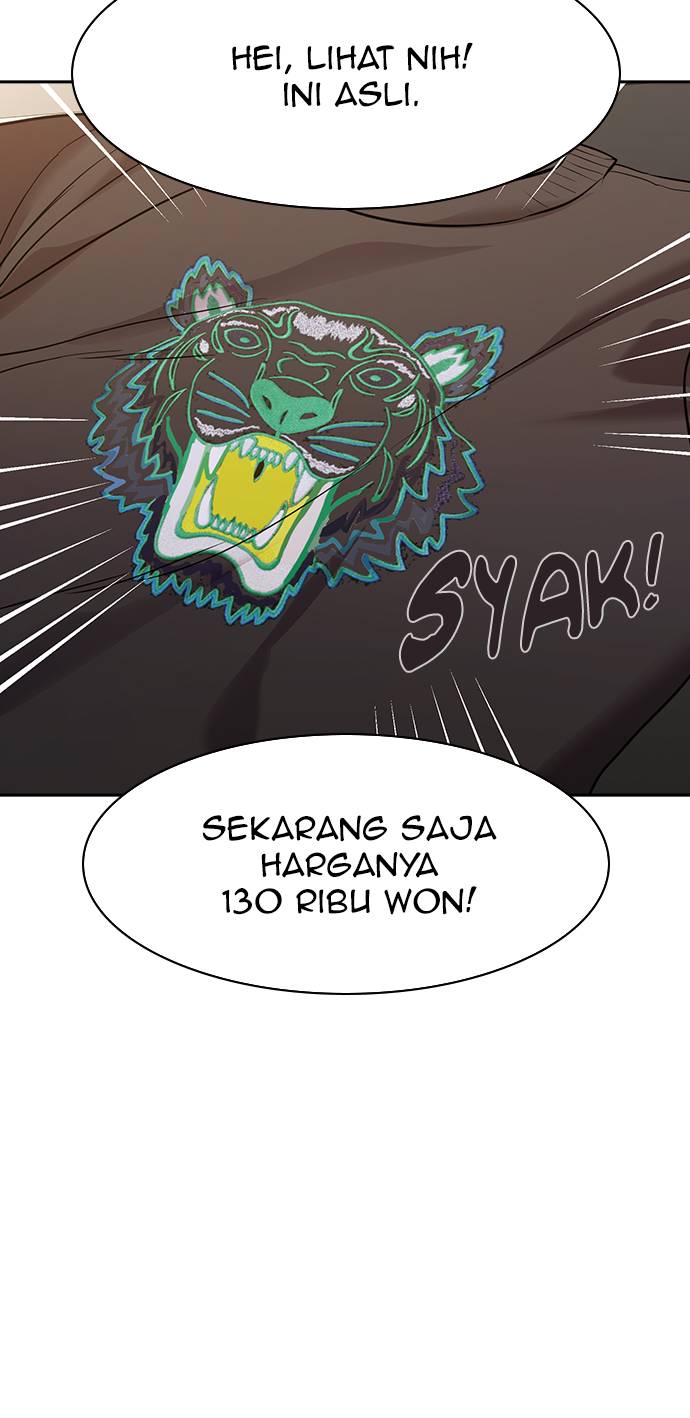 HEI, LIHAT NIH!
INI ASLI.
SYAK!
SEKARANG SAJA
HARGANYA
130 RIBU WON!